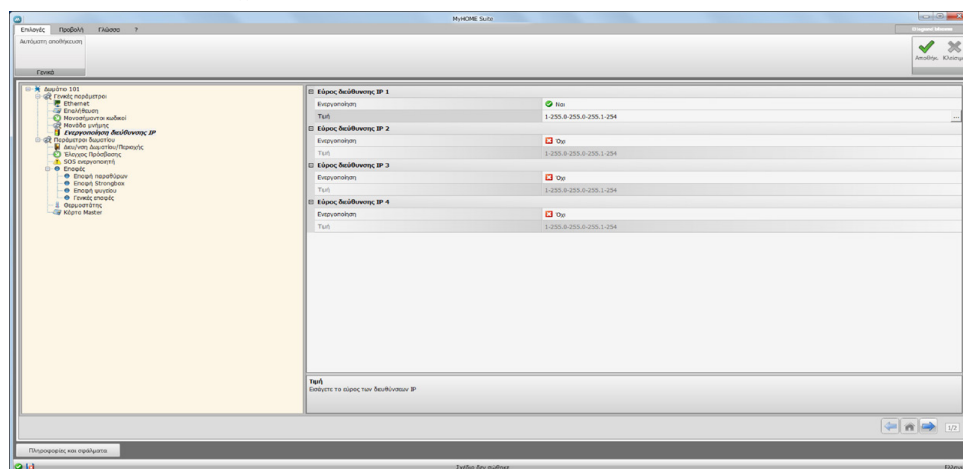 MyHOME Suite
Επιλογές Προβολή Γλώσσα ?
Αυτόματη αποθήκευση
Αποθήκ. Κλείσιμο
Γενικά
Δωμάτιο 101
Γενικές παράμετροι
Ethernet
Επαλήθευση
Μονοσήμαντοι κωδικοί
Μονάδα μνήμης
Ενεργοποίηση διεύθυνσης IP
Παράμετροι δωματίου
Διευ/νση Δωματίου/Περιοχής
Έλεγχος Πρόσβασης
SOS ενεργοποιητή
Επαφές
Επαφή παραθύρων
Επαφή Strongbox
Επαφή ψυγείου
Γενικές επαφές
Θερμοστάτης
Κάρτα Master
Εύρος διεύθυνσης IP 1
Ενεργοποίηση Ναι
Τιμή 1-255.0-255.0-255.1-254 ...
Εύρος διεύθυνσης IP 2
Ενεργοποίηση Όχι
Τιμή 1-255.0-255.0-255.1-254
Εύρος διεύθυνσης IP 3
Ενεργοποίηση Όχι
Τιμή 1-255.0-255.0-255.1-254
Εύρος διεύθυνσης IP 4
Ενεργοποίηση Όχι
Τιμή 1-255.0-255.0-255.1-254
Τιμή
Εισάγετε το εύρος των διευθύνσεων IP
1/2
Πληροφορίες και σφάλματα
Σχέδιο δεν σώθηκε